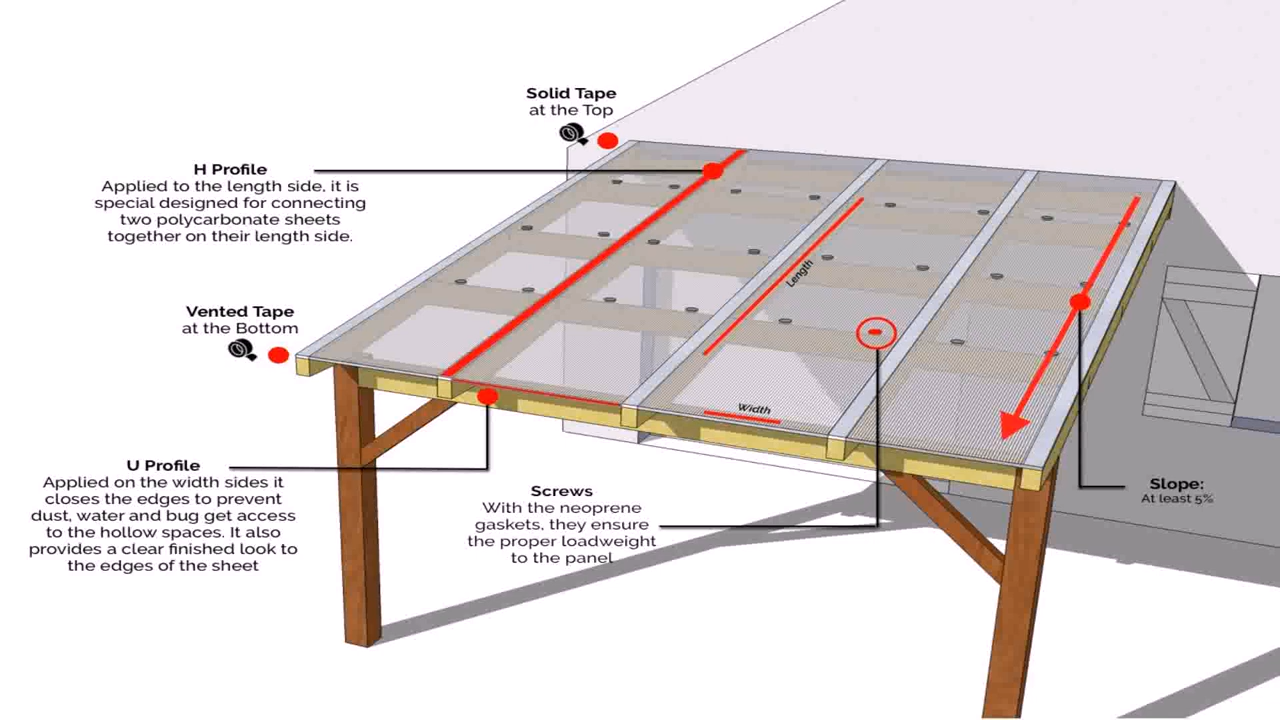 Solid Tape
at the Top
H Profile
Applied to the length side, it is
special designed for connecting
two polycarbonate sheets
together on their length side.
Length
Vented Tape
at the Bottom
Width
U Profile
Applied on the width sides it
closes the edges to prevent
dust, water and bug get access
to the hollow spaces. It also
provides a clear finished look to
the edges of the sheet
Screws
With the neoprene
gaskets, they ensure
the proper loadweight
to the panel
Slope:
At least 5%